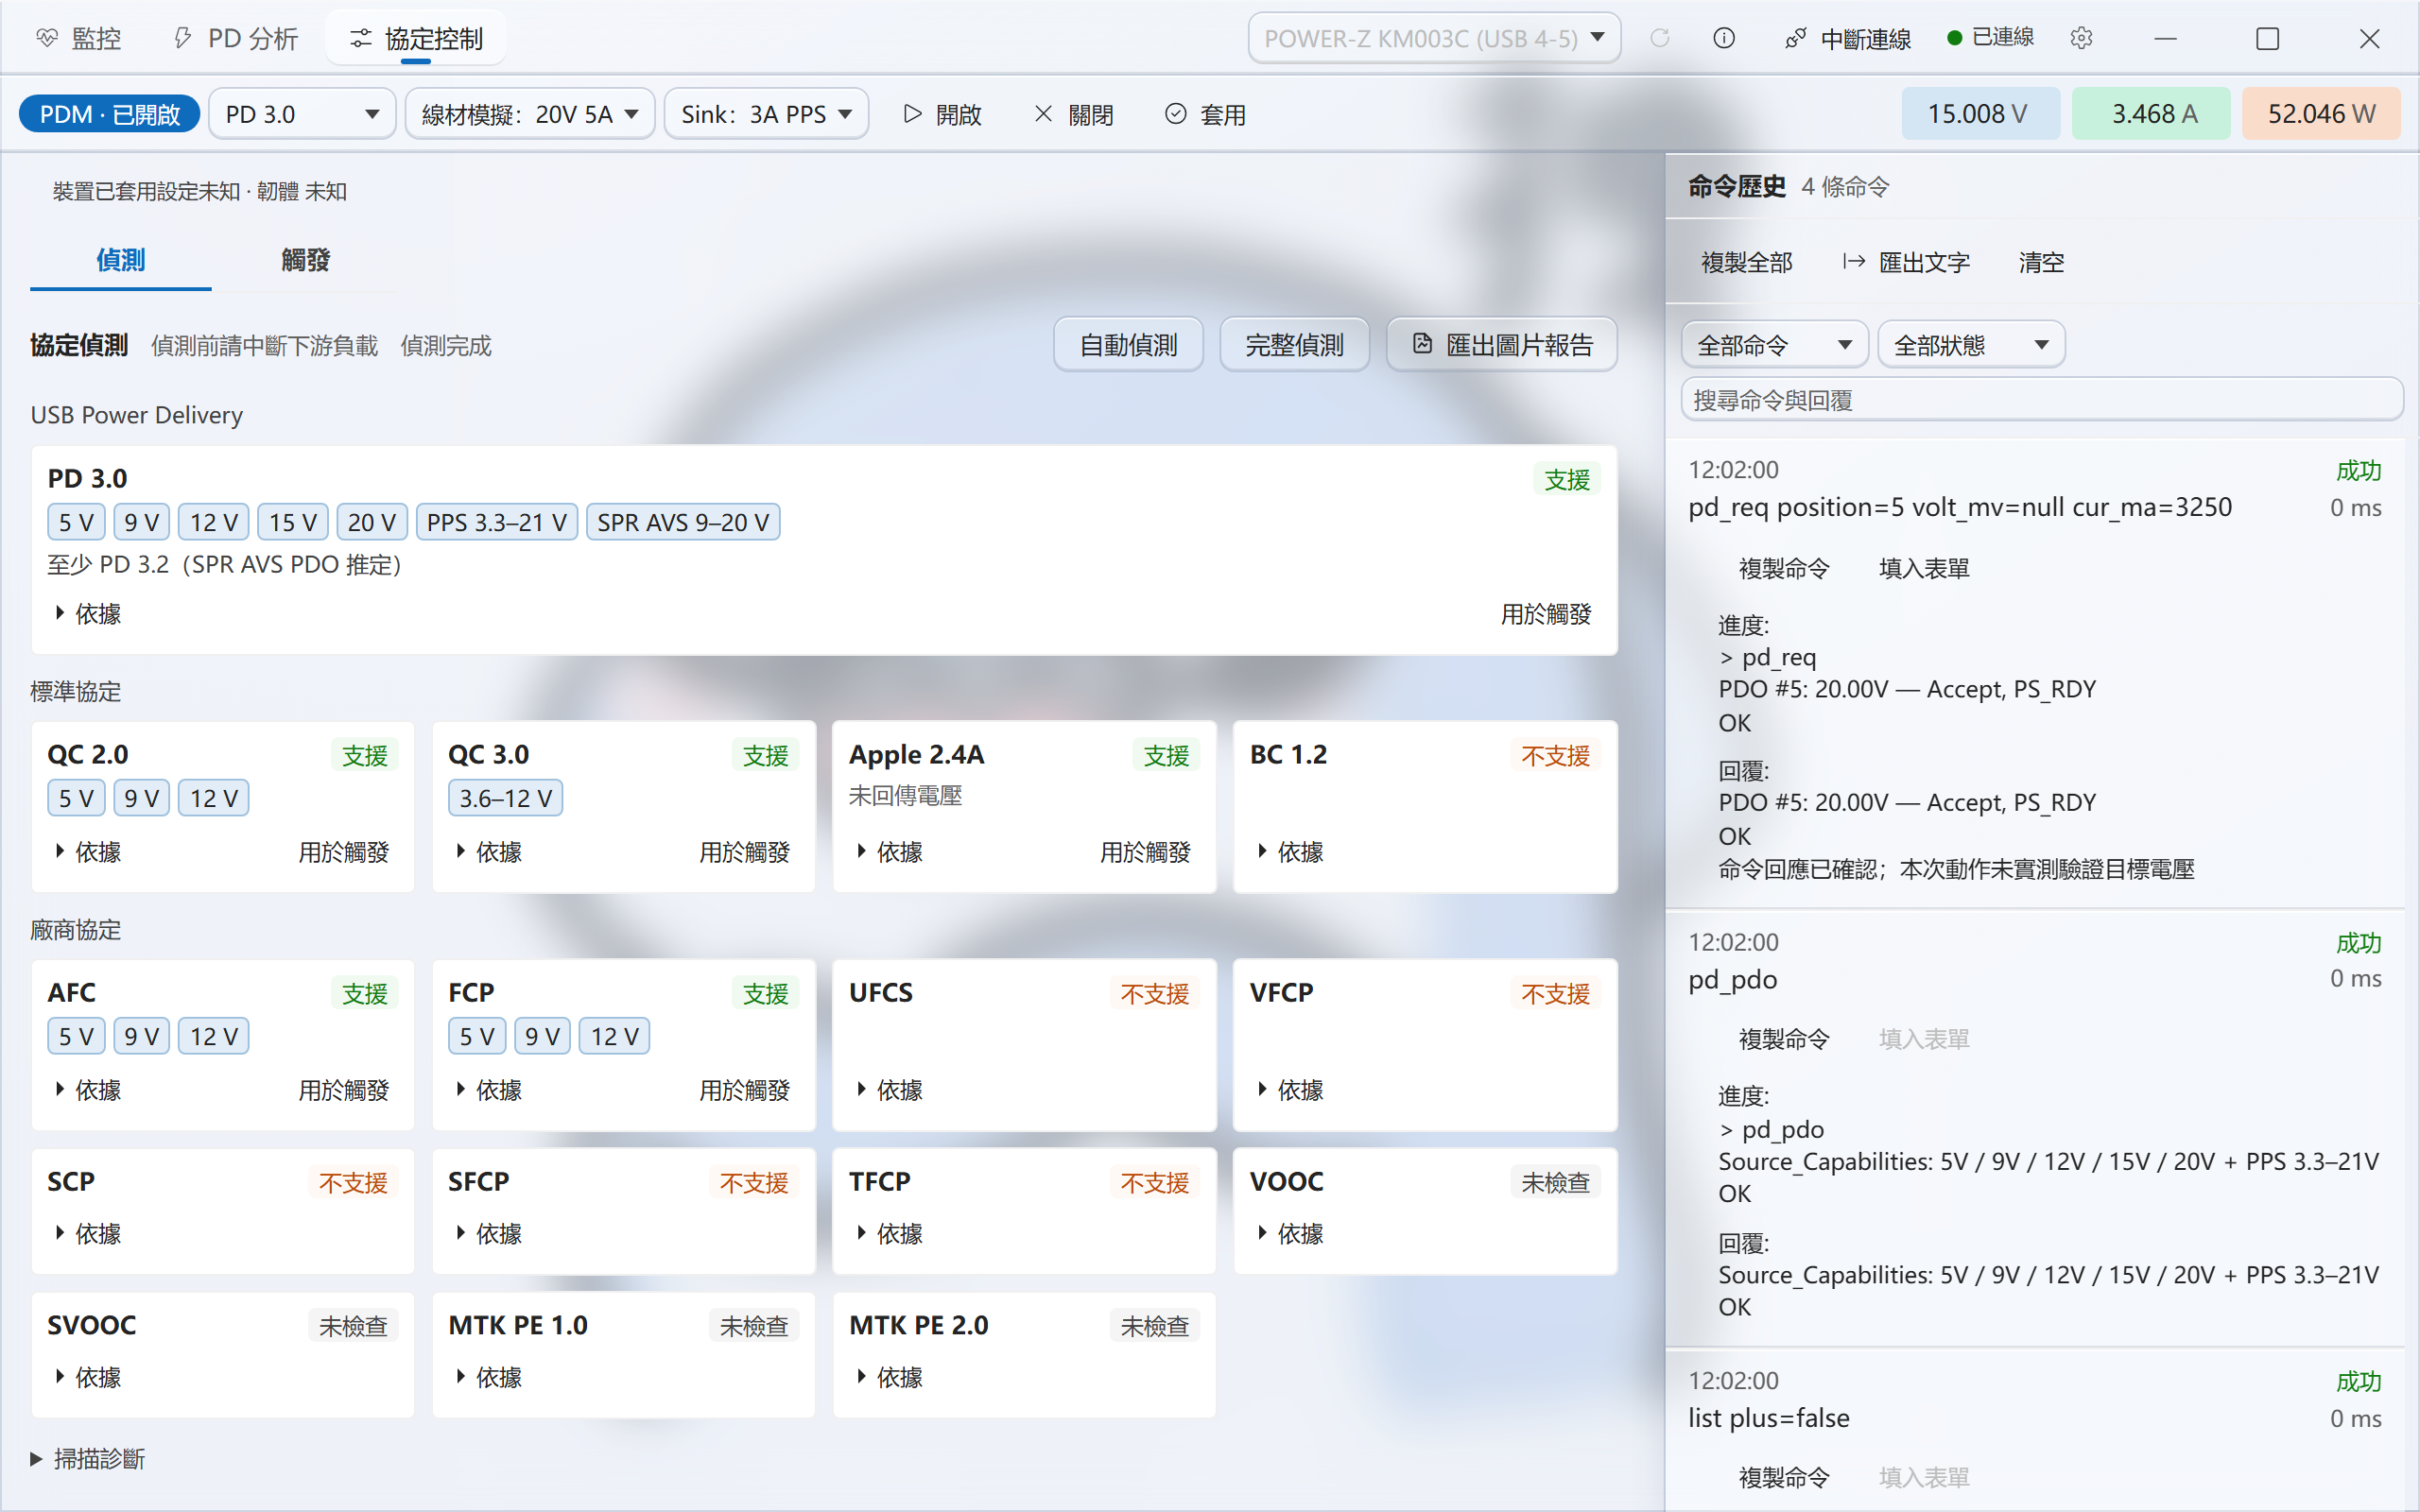 監控 PD 分析 協定控制 POWER-Z KM003C (USB 4-5) 中斷連線 已連線
PDM · 已開啟 PD 3.0 線材模擬：20V 5A Sink：3A PPS 開啟 關閉 套用 15.008 V 3.468 A 52.046 W
裝置已套用設定未知 · 韌體 未知
偵測 觸發
協定偵測 偵測前請中斷下游負載 偵測完成 自動偵測 完整偵測 匯出圖片報告
USB Power Delivery
PD 3.0 支援
5 V 9 V 12 V 15 V 20 V PPS 3.3–21 V SPR AVS 9–20 V
至少 PD 3.2（SPR AVS PDO 推定）
依據 用於觸發
標準協定
QC 2.0 支援
5 V 9 V 12 V
依據 用於觸發
QC 3.0 支援
3.6–12 V
依據 用於觸發
Apple 2.4A 支援
未回傳電壓
依據 用於觸發
BC 1.2 不支援
依據
廠商協定
AFC 支援
5 V 9 V 12 V
依據 用於觸發
FCP 支援
5 V 9 V 12 V
依據 用於觸發
UFCS 不支援
依據
VFCP 不支援
依據
SCP 不支援
依據
SFCP 不支援
依據
TFCP 不支援
依據
VOOC 未檢查
依據
SVOOC 未檢查
依據
MTK PE 1.0 未檢查
依據
MTK PE 2.0 未檢查
依據
掃描診斷
命令歷史 4 條命令
複製全部 匯出文字 清空
全部命令 全部狀態
搜尋命令與回覆
12:02:00 成功
pd_req position=5 volt_mv=null cur_ma=3250 0 ms
複製命令 填入表單
進度:
> pd_req
PDO #5: 20.00V — Accept, PS_RDY
OK
回覆:
PDO #5: 20.00V — Accept, PS_RDY
OK
命令回應已確認；本次動作未實測驗證目標電壓
12:02:00 成功
pd_pdo 0 ms
複製命令 填入表單
進度:
> pd_pdo
Source_Capabilities: 5V / 9V / 12V / 15V / 20V + PPS 3.3–21V
OK
回覆:
Source_Capabilities: 5V / 9V / 12V / 15V / 20V + PPS 3.3–21V
OK
12:02:00 成功
list plus=false 0 ms
複製命令 填入表單